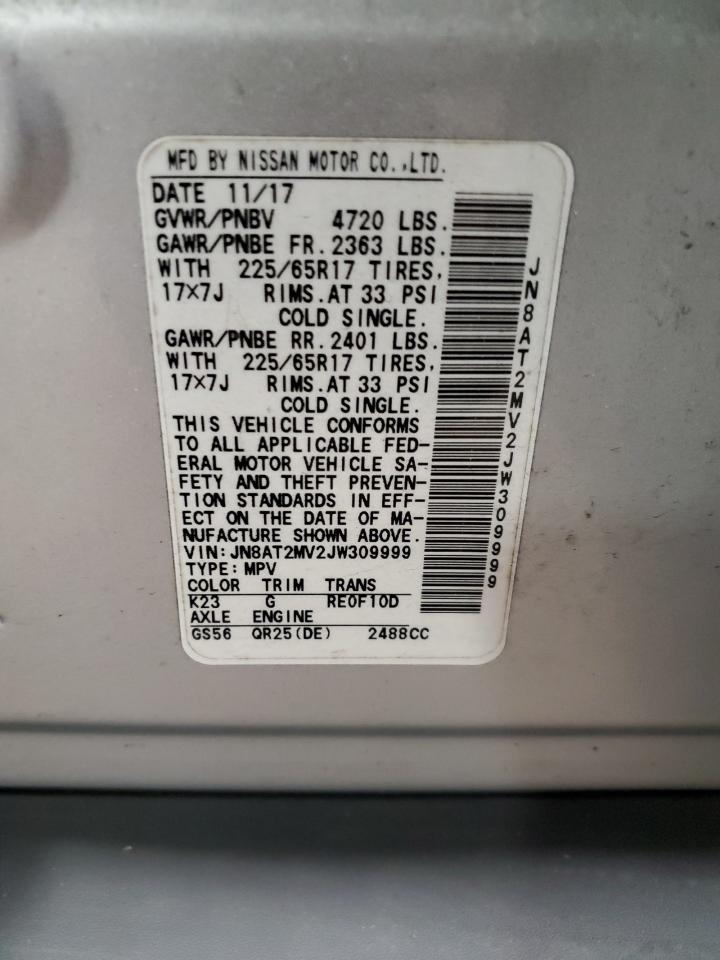 MFD BY NISSAN MOTOR CO.,LTD.
DATE 11/17
GVWR/PNBV 4720 LBS.
GAWR/PNBE FR. 2363 LBS.
WITH 225/65R17 TIRES,
17×7J RIMS. AT 33 PSI
COLD SINGLE.
GAWR/PNBE RR. 2401 LBS.
WITH 225/65R17 TIRES,
17×7J RIMS. AT 33 PSI
COLD SINGLE.
THIS VEHICLE CONFORMS
TO ALL APPLICABLE FED-
ERAL MOTOR VEHICLE SA-
FETY AND THEFT PREVEN-
TION STANDARDS IN EFF-
ECT ON THE DATE OF MA-
NUFACTURE SHOWN ABOVE.
VIN:JN8AT2MV2JW309999
TYPE:MPV
COLOR TRIM TRANS
K23 G RE0F10D
AXLE ENGINE
GS56 QR25(DE) 2488CC
JN8AT2MV2JW309999